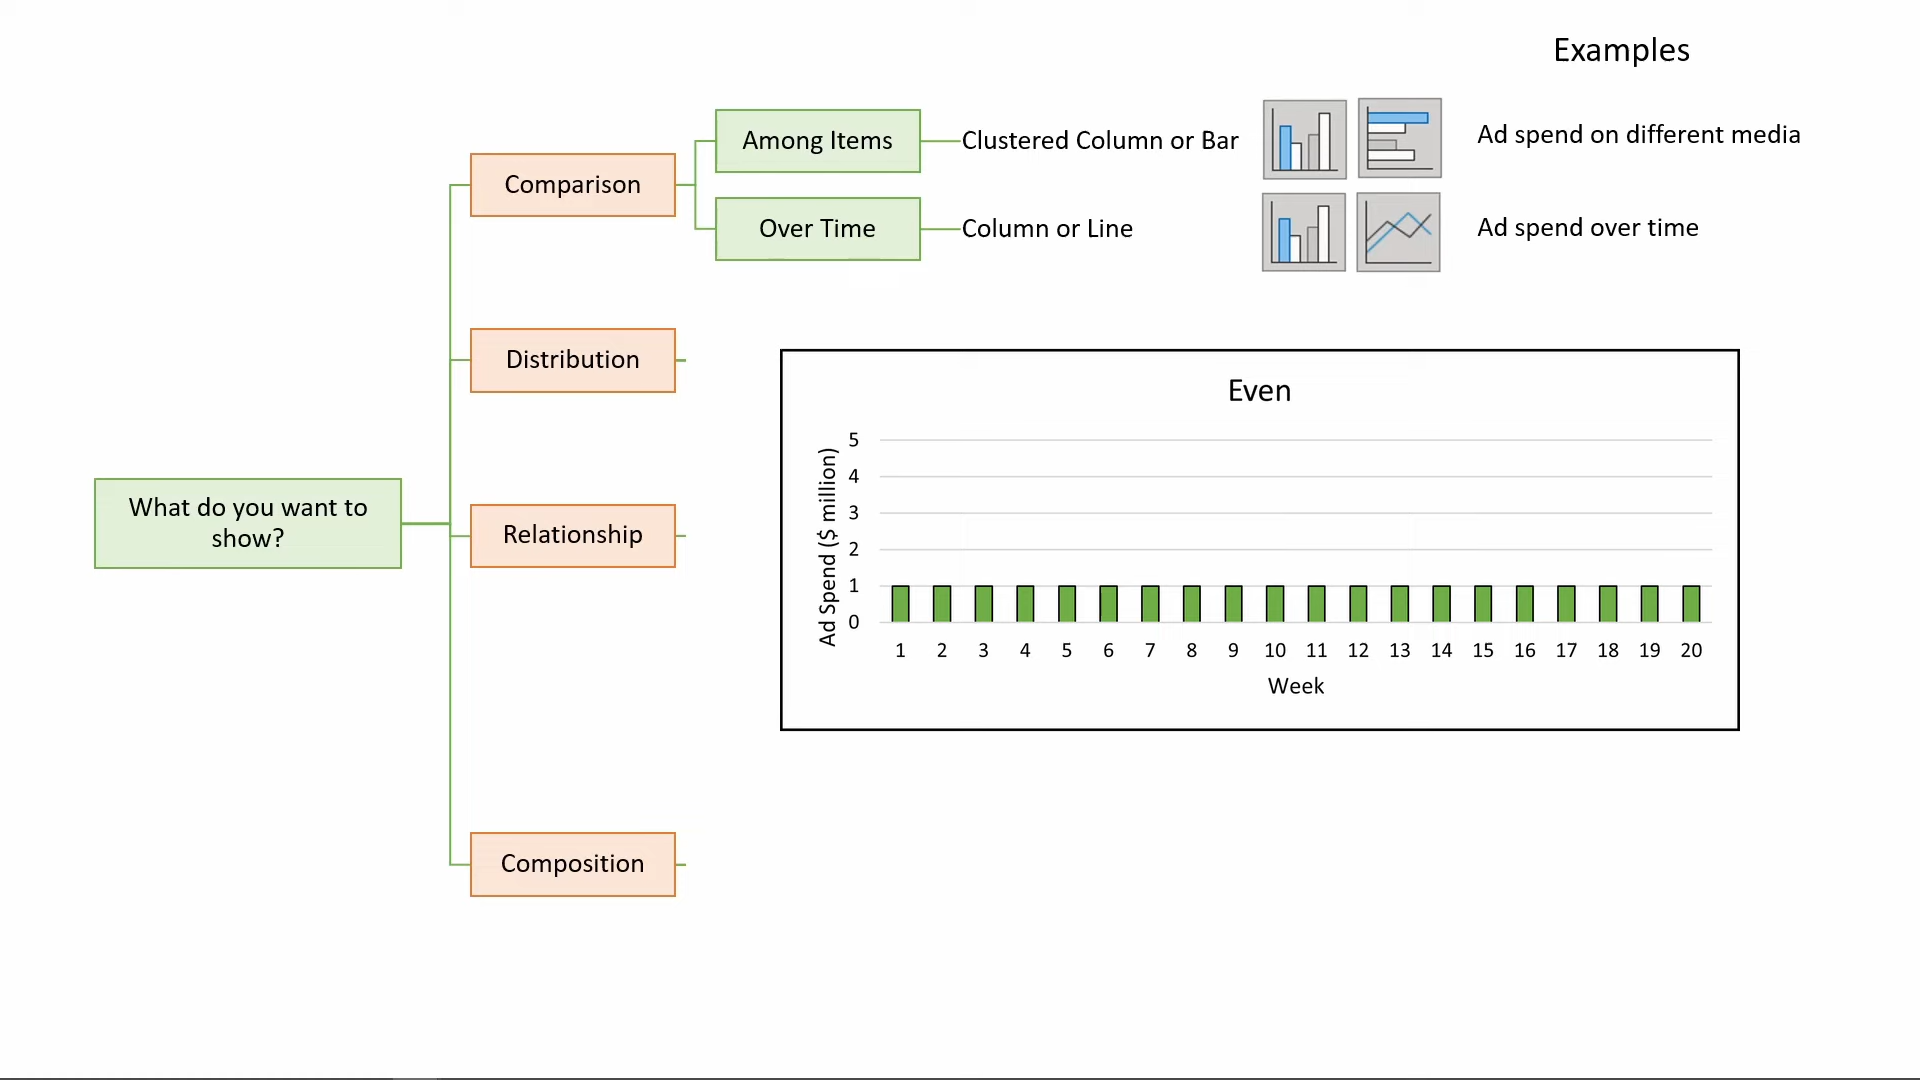 Examples
Among Items
Clustered Column or Bar
Ad spend on different media
Comparison
Over Time
Column or Line
Ad spend over time
Distribution
What do you want to
show?
Relationship
Composition
Even
Ad Spend ($ million)
5
4
3
2
1
0
1 2 3 4 5 6 7 8 9 10 11 12 13 14 15 16 17 18 19 20
Week